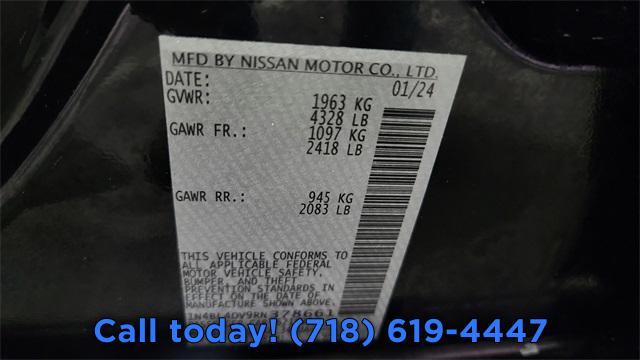 MFD BY NISSAN MOTOR CO., LTD.
DATE: 01/24
GVWR: 1963 KG
4328 LB
GAWR FR.: 1097 KG
2418 LB
GAWR RR.: 945 KG
2083 LB
THIS VEHICLE CONFORMS TO
ALL APPLICABLE FEDERAL
MOTOR VEHICLE SAFETY,
BUMPER, AND THEFT
PREVENTION STANDARDS IN
EFFECT ON THE DATE OF
MANUFACTURE SHOWN ABOVE.
1N4BL4DV9RN378661
Call today! (718) 619-4447